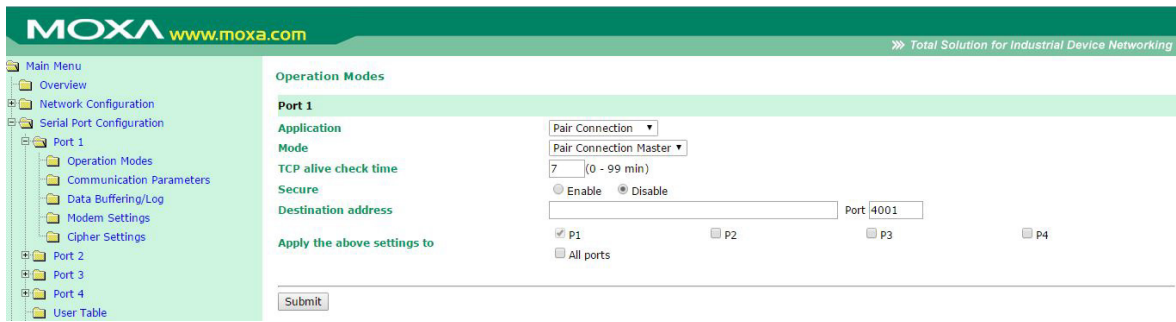 MOXA www.moxa.com
Total Solution for Industrial Device Networking
Main Menu
Overview
Network Configuration
Serial Port Configuration
Port 1
Operation Modes
Communication Parameters
Data Buffering/Log
Modem Settings
Cipher Settings
Port 2
Port 3
Port 4
User Table
Operation Modes
Port 1
Application Pair Connection
Mode Pair Connection Master
TCP alive check time 7 (0 - 99 min)
Secure Enable Disable
Destination address Port 4001
Apply the above settings to P1 P2 P3 P4
All ports
Submit